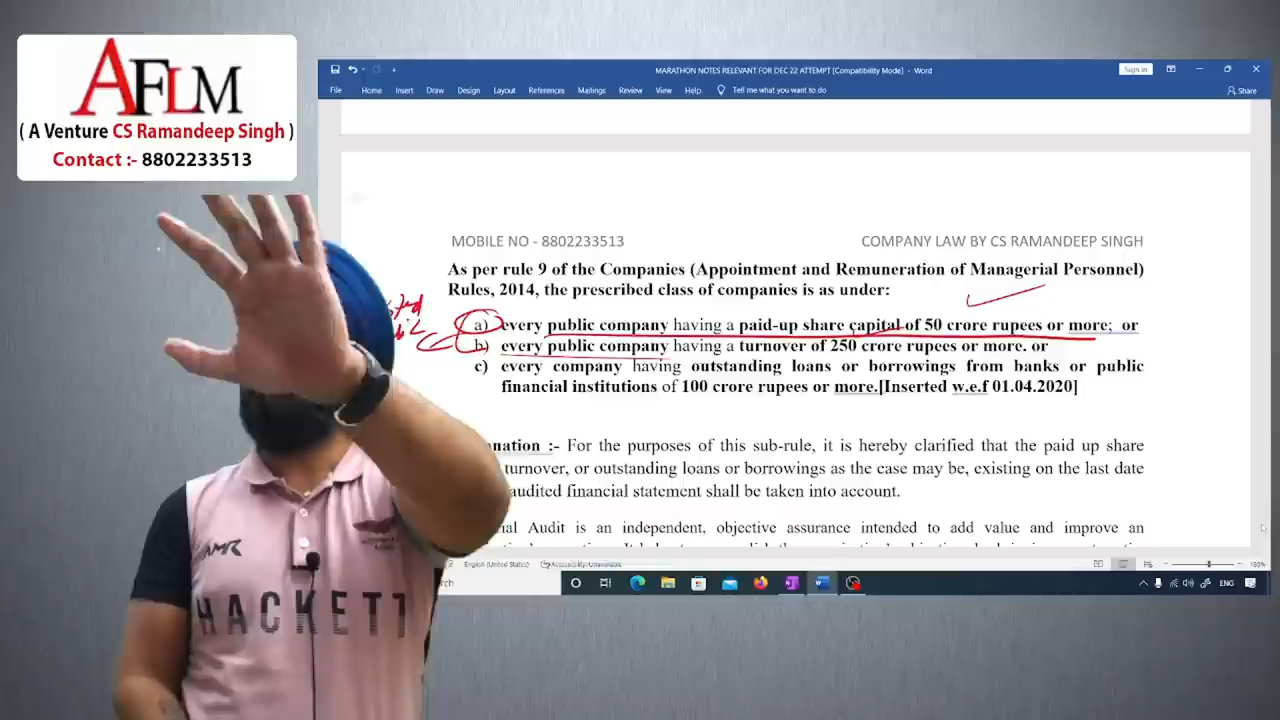 AFLM
( A Venture CS Ramandeep Singh )
Contact :- 8802233513
MARATHON NOTES RELEVANT FOR DEC 22 ATTEMPT [Compatibility Mode] - Word
Sign in
File Home Insert Draw Design Layout References Mailings Review View Help Tell me what you want to do
Share
MOBILE NO - 8802233513 COMPANY LAW BY CS RAMANDEEP SINGH
As per rule 9 of the Companies (Appointment and Remuneration of Managerial Personnel)
Rules, 2014, the prescribed class of companies is as under:
a) every public company having a paid-up share capital of 50 crore rupees or more; or
b) every public company having a turnover of 250 crore rupees or more. or
c) every company having outstanding loans or borrowings from banks or public
financial institutions of 100 crore rupees or more.[Inserted w.e.f 01.04.2020]
nation :- For the purposes of this sub-rule, it is hereby clarified that the paid up share
turnover, or outstanding loans or borrowings as the case may be, existing on the last date
audited financial statement shall be taken into account.
nal Audit is an independent, objective assurance intended to add value and improve an
English (United States) Accessibility: Unavailable
rch
ENG
AMR
HACKETT